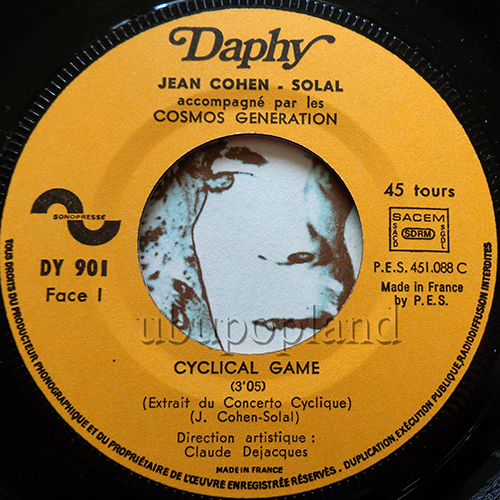 Daphy
JEAN COHEN - SOLAL
accompagné par les
COSMOS GENERATION
SONOPRESSE
45 tours
SACEM
SACD SDRM SGDL
DY 901
Face I
P.E.S. 451.088 C
Made in France
by P.E.S.
uoupopland
CYCLICAL GAME
(3'05)
(Extrait du Concerto Cyclique)
(J. Cohen-Solal)
Direction artistique :
Claude Dejacques
MADE IN FRANCE
TOUS DROITS DU PRODUCTEUR PHONOGRAPHIQUE ET DU PROPRIÉTAIRE DE L'ŒUVRE ENREGISTRÉE RÉSERVÉS - DUPLICATION, EXÉCUTION PUBLIQUE, RADIODIFFUSION INTERDITES